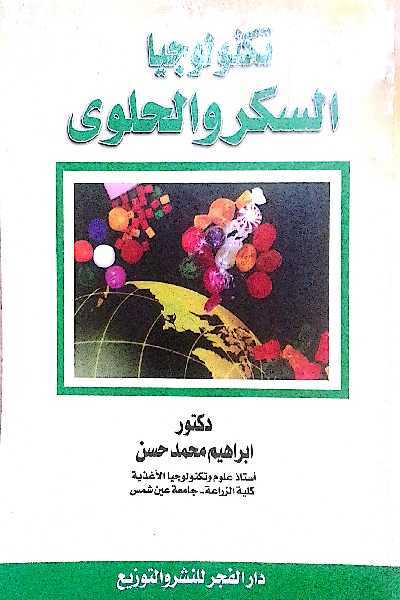 تكنولوجيا
السكر والحلوى
دكتور
ابراهيم محمد حسن
أستاذ علوم وتكنولوجيا الأغذية
كلية الزراعة - جامعة عين شمس
دار الفجر للنشر والتوزيع